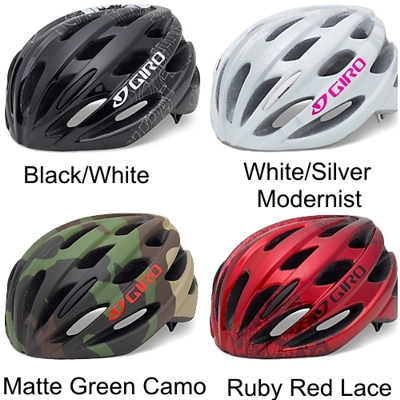 GIRO
GIRO
Black/White
White/Silver
Modernist
GIRO
GIRO
Matte Green Camo
Ruby Red Lace